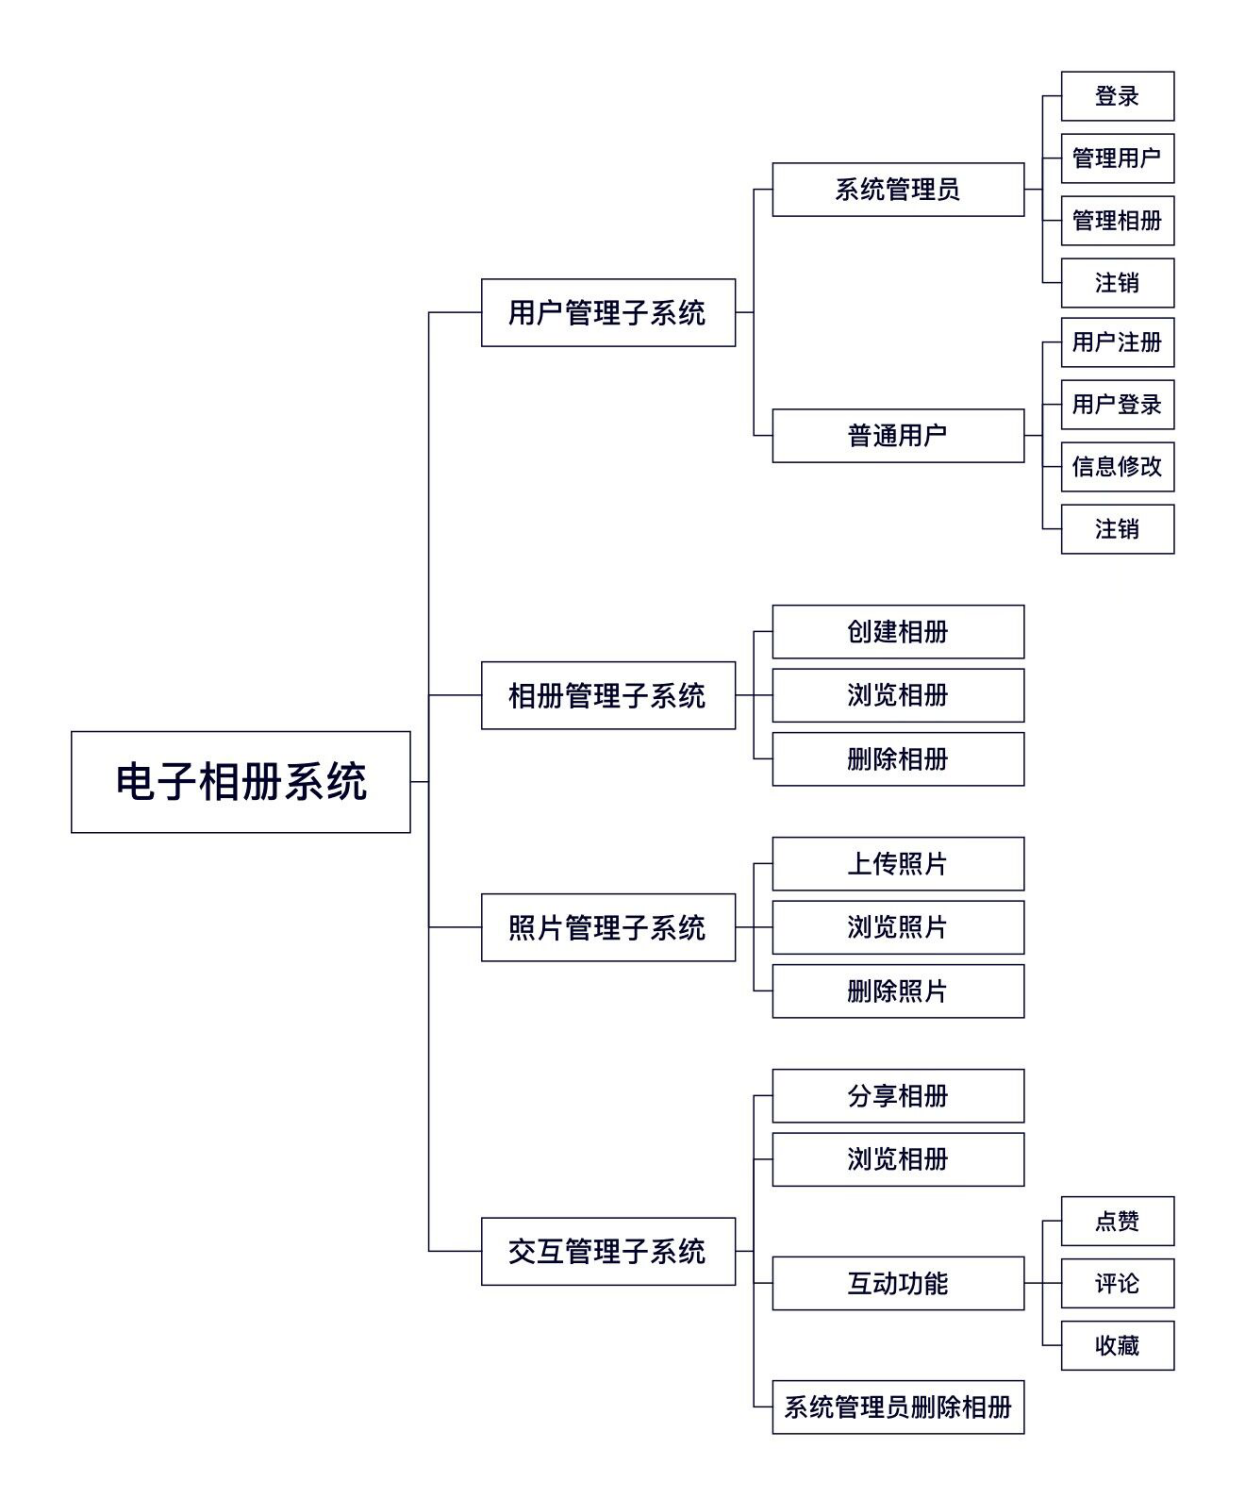 电子相册系统
用户管理子系统
系统管理员
登录
管理用户
管理相册
注销
普通用户
用户注册
用户登录
信息修改
注销
相册管理子系统
创建相册
浏览相册
删除相册
照片管理子系统
上传照片
浏览照片
删除照片
交互管理子系统
分享相册
浏览相册
互动功能
点赞
评论
收藏
系统管理员删除相册